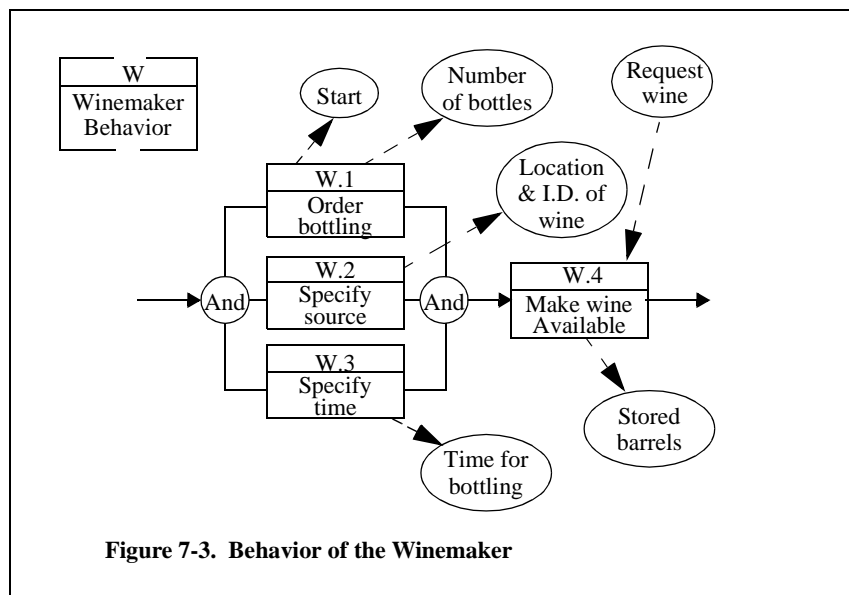 W
Winemaker
Behavior
Start
Number
of bottles
Request
wine
W.1
Order
bottling
Location
& I.D. of
wine
And
W.2
Specify
source
And
W.4
Make wine
Available
W.3
Specify
time
Time for
bottling
Stored
barrels
Figure 7-3.  Behavior of the Winemaker